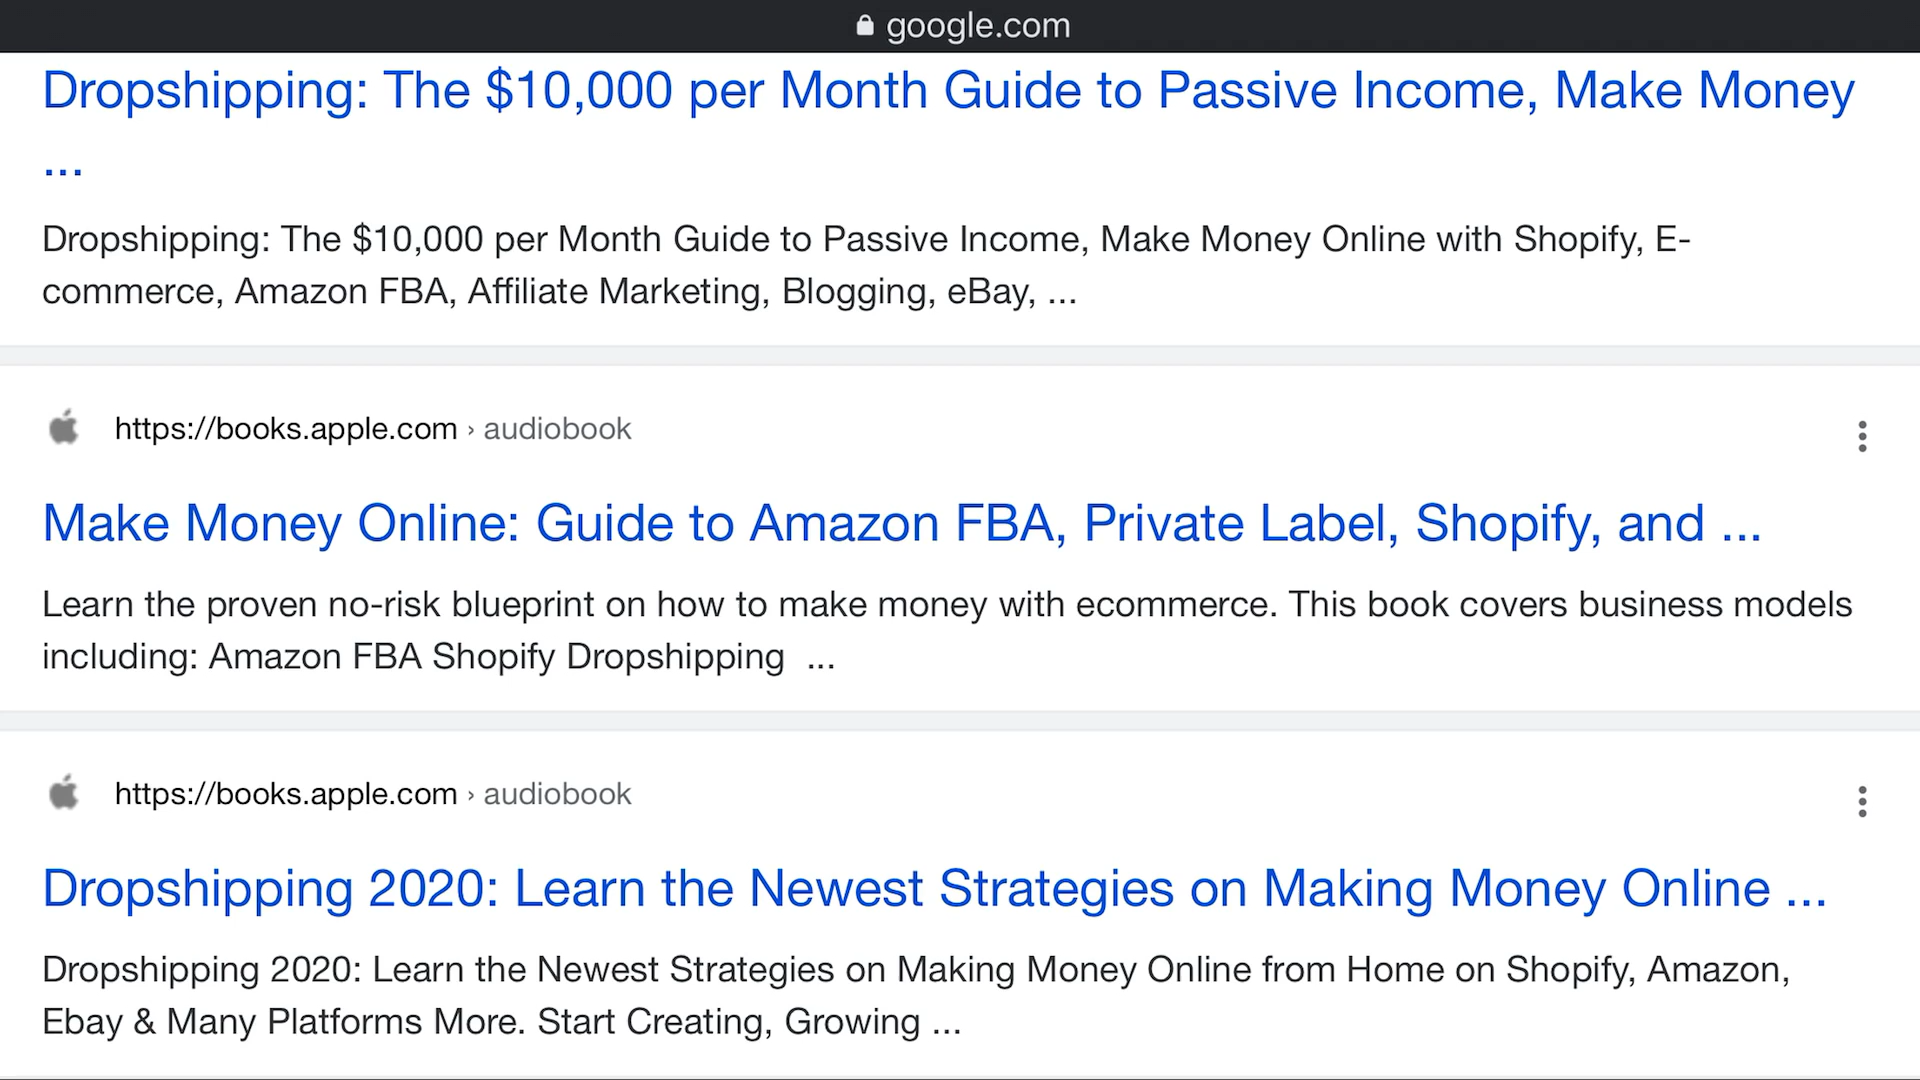 google.com
Dropshipping: The $10,000 per Month Guide to Passive Income, Make Money
...
Dropshipping: The $10,000 per Month Guide to Passive Income, Make Money Online with Shopify, E-
commerce, Amazon FBA, Affiliate Marketing, Blogging, eBay, ...
https://books.apple.com › audiobook
Make Money Online: Guide to Amazon FBA, Private Label, Shopify, and ...
Learn the proven no-risk blueprint on how to make money with ecommerce. This book covers business models
including: Amazon FBA Shopify Dropshipping ...
https://books.apple.com › audiobook
Dropshipping 2020: Learn the Newest Strategies on Making Money Online ...
Dropshipping 2020: Learn the Newest Strategies on Making Money Online from Home on Shopify, Amazon,
Ebay & Many Platforms More. Start Creating, Growing ...